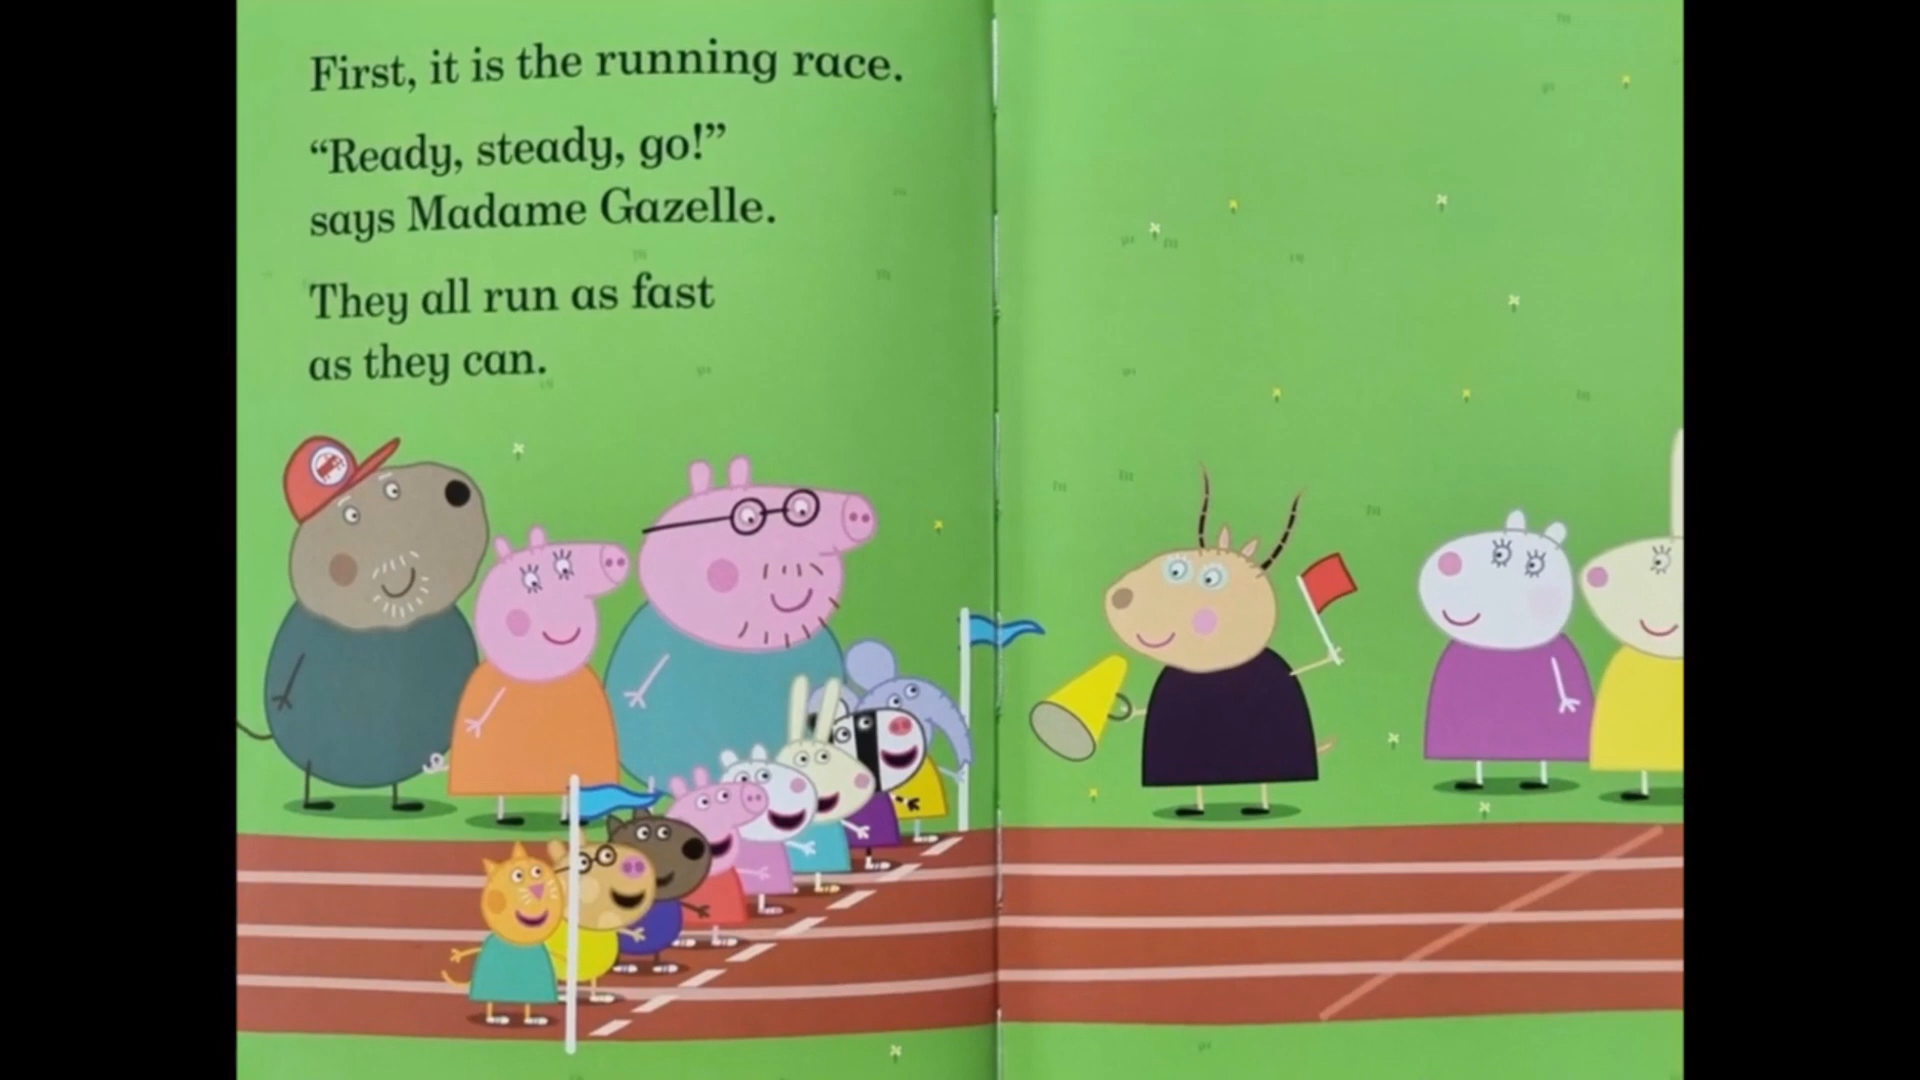 First, it is the running race.
“Ready, steady, go!”
says Madame Gazelle.
They all run as fast
as they can.